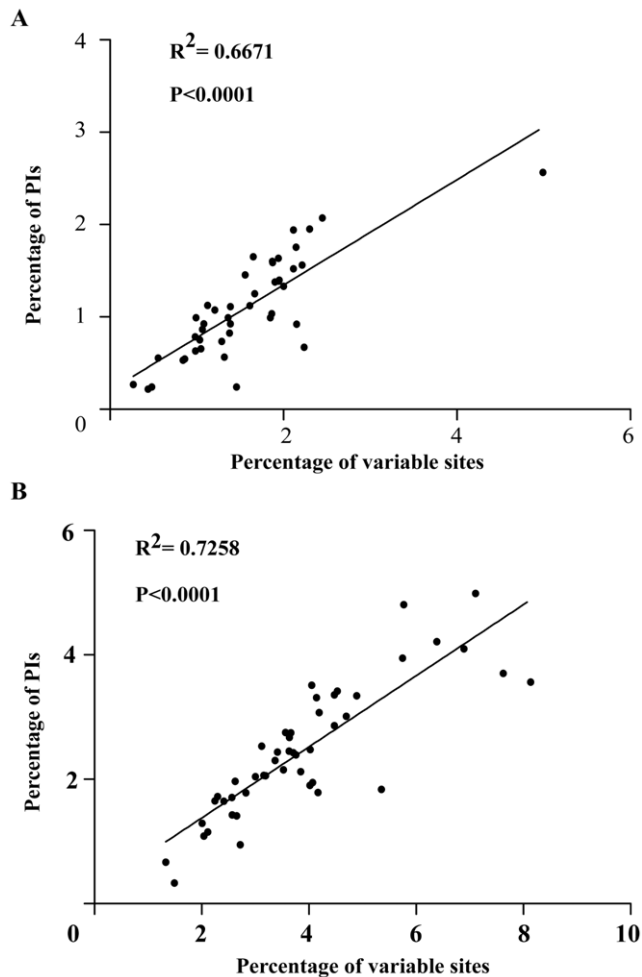 A
R2= 0.6671
P<0.0001
Percentage of PIs
4
3
2
1
0
2
4
6
Percentage of variable sites
B
R2= 0.7258
P<0.0001
Percentage of PIs
6
4
2
0
2
4
6
8
10
Percentage of variable sites